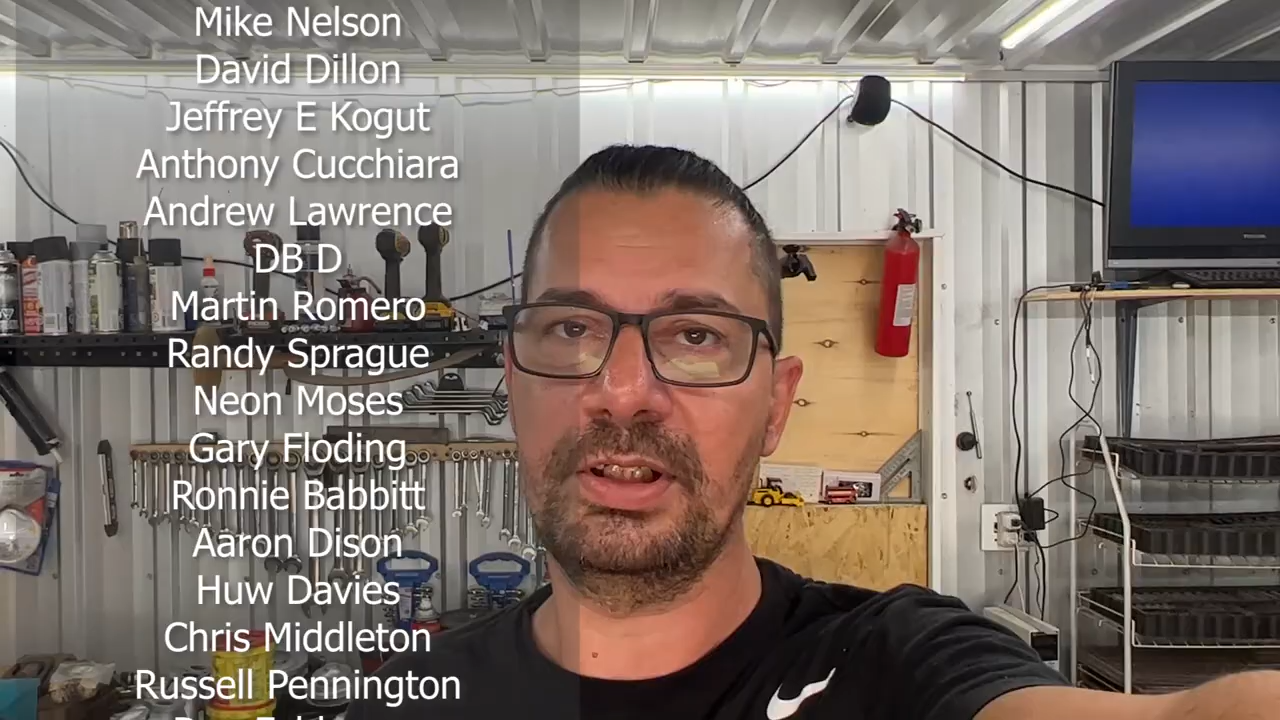 Mike Nelson
David Dillon
Jeffrey E Kogut
Anthony Cucchiara
Andrew Lawrence
DB D
Martin Romero
Randy Sprague
Neon Moses
Gary Floding
Ronnie Babbitt
Aaron Dison
Huw Davies
Chris Middleton
Russell Pennington